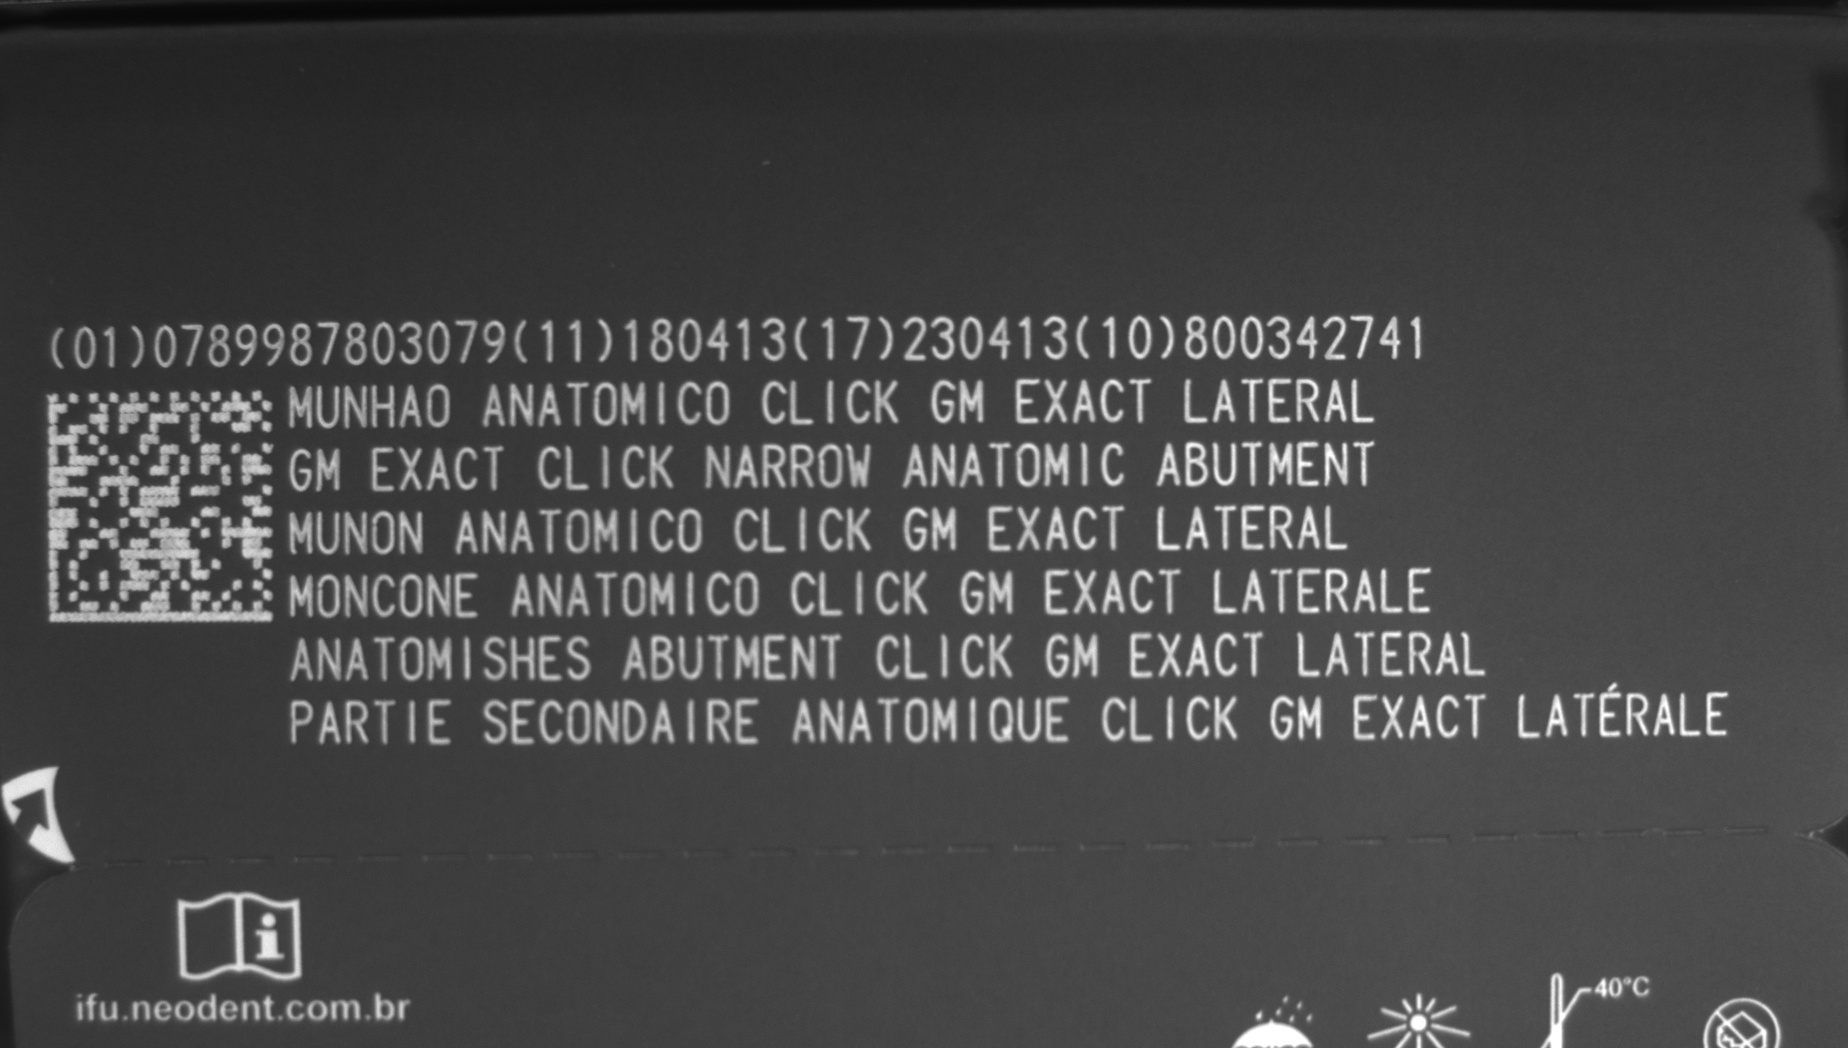 (01)0789987803079(11)180413(17)230413(10)800342741
MUNHAO ANATOMICO CLICK GM EXACT LATERAL
GM EXACT CLICK NARROW ANATOMIC ABUTMENT
MUNON ANATOMICO CLICK GM EXACT LATERAL
MONCONE ANATOMICO CLICK GM EXACT LATERALE
ANATOMISHES ABUTMENT CLICK GM EXACT LATERAL
PARTIE SECONDAIRE ANATOMIQUE CLICK GM EXACT LATÉRALE
i
ifu.neodent.com.br
40°C